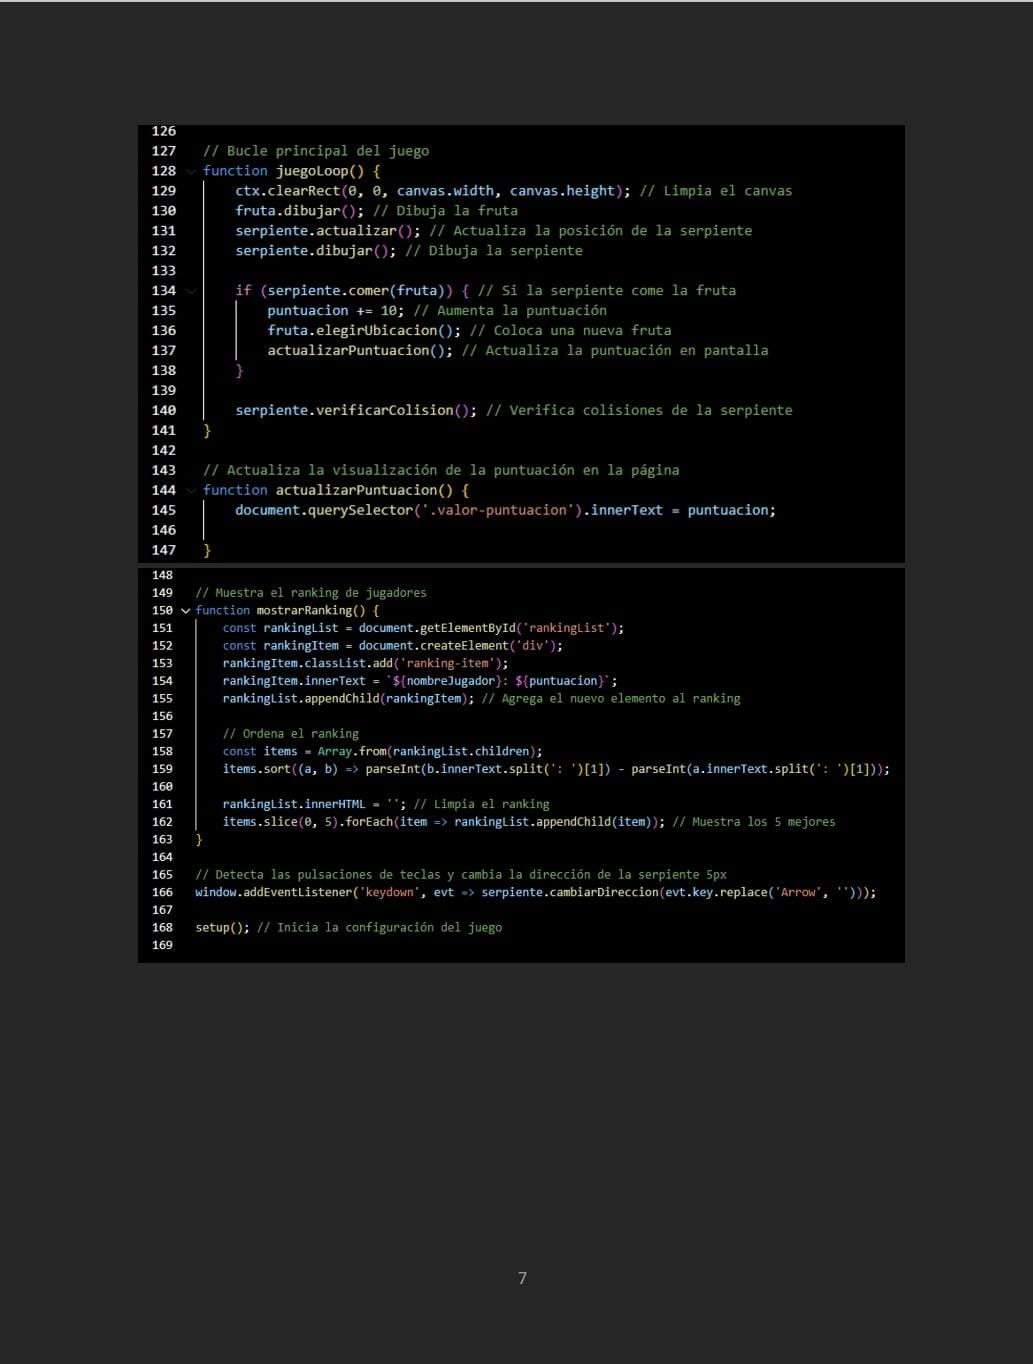 126
127 // Bucle principal del juego
128 function juegoLoop() {
129 ctx.clearRect(0, 0, canvas.width, canvas.height); // Limpia el canvas
130 fruta.dibujar(); // Dibuja la fruta
131 serpiente.actualizar(); // Actualiza la posición de la serpiente
132 serpiente.dibujar(); // Dibuja la serpiente
133
134 if (serpiente.comer(fruta)) { // Si la serpiente come la fruta
135 puntuacion += 10; // Aumenta la puntuación
136 fruta.elegirUbicacion(); // Coloca una nueva fruta
137 actualizarPuntuacion(); // Actualiza la puntuación en pantalla
138 }
139
140 serpiente.verificarColision(); // Verifica colisiones de la serpiente
141 }
142
143 // Actualiza la visualización de la puntuación en la página
144 function actualizarPuntuacion() {
145 document.querySelector('.valor-puntuacion').innerText = puntuacion;
146
147 }
148
149 // Muestra el ranking de jugadores
150 function mostrarRanking() {
151 const rankingList = document.getElementById('rankingList');
152 const rankingItem = document.createElement('div');
153 rankingItem.classList.add('ranking-item');
154 rankingItem.innerText = `${nombreJugador}: ${puntuacion}`;
155 rankingList.appendChild(rankingItem); // Agrega el nuevo elemento al ranking
156
157 // Ordena el ranking
158 const items = Array.from(rankingList.children);
159 items.sort((a, b) => parseInt(b.innerText.split(': ')[1]) - parseInt(a.innerText.split(': ')[1]));
160
161 rankingList.innerHTML = ''; // Limpia el ranking
162 items.slice(0, 5).forEach(item => rankingList.appendChild(item)); // Muestra los 5 mejores
163 }
164
165 // Detecta las pulsaciones de teclas y cambia la dirección de la serpiente 5px
166 window.addEventListener('keydown', evt => serpiente.cambiarDireccion(evt.key.replace('Arrow', '')));
167
168 setup(); // Inicia la configuración del juego
169
7